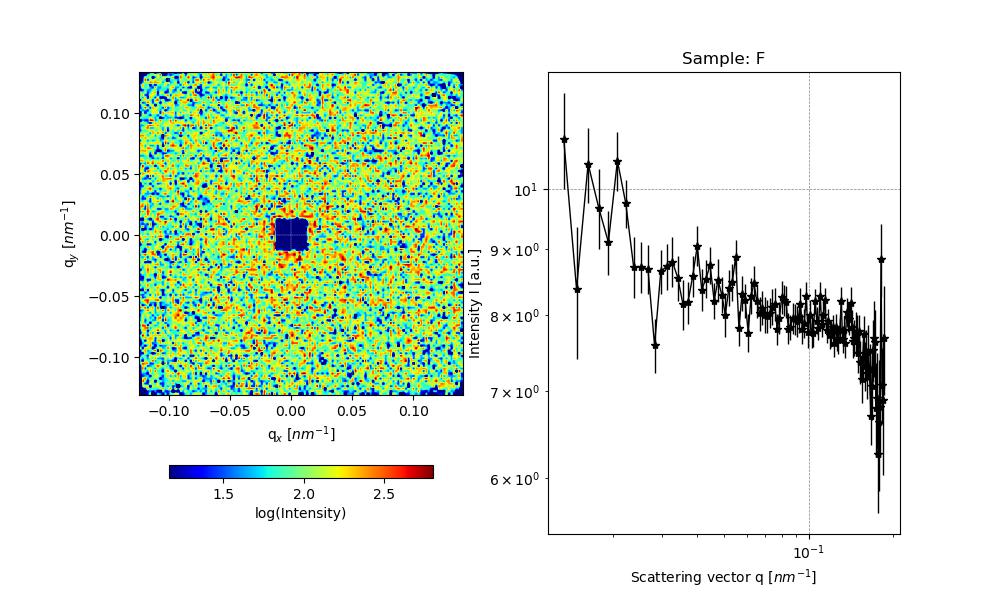 Sample: F
0.10
0.05
0.00
−0.05
−0.10
q_y [nm^{-1}]
−0.10 −0.05 0.00 0.05 0.10
q_x [nm^{-1}]
1.5 2.0 2.5
log(Intensity)
10^1
9 × 10^0
8 × 10^0
7 × 10^0
6 × 10^0
Intensity I [a.u.]
10^{-1}
Scattering vector q [nm^{-1}]